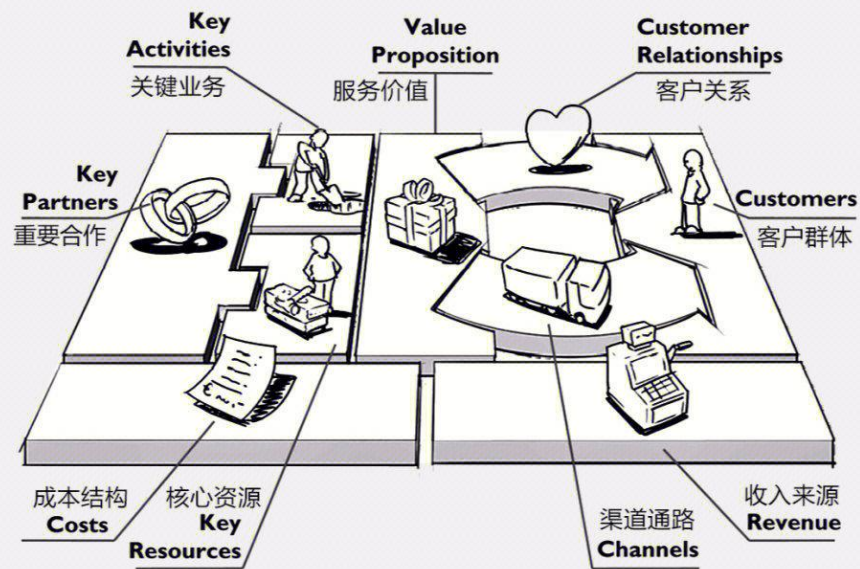 Key
Activities
关键业务
Value
Proposition
服务价值
Customer
Relationships
客户关系
Key
Partners
重要合作
Customers
客户群体
成本结构
Costs
核心资源
Key
Resources
渠道通路
Channels
收入来源
Revenue